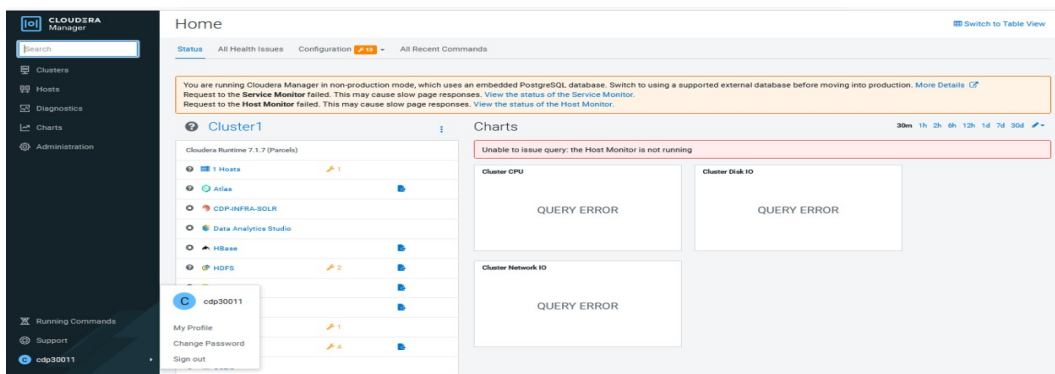 CLOUDERA
Manager
Search
Clusters
Hosts
Diagnostics
Charts
Administration
Running Commands
Support
C cdp30011
Home
Switch to Table View
Status All Health Issues Configuration 13 All Recent Commands
You are running Cloudera Manager in non-production mode, which uses an embedded PostgreSQL database. Switch to using a supported external database before moving into production. More Details
Request to the Service Monitor failed. This may cause slow page responses. View the status of the Service Monitor.
Request to the Host Monitor failed. This may cause slow page responses. View the status of the Host Monitor.
Cluster1
Cloudera Runtime 7.1.7 (Parcels)
1 Hosts 1
Atlas
CDP-INFRA-SOLR
Data Analytics Studio
HBase
HDFS 2
1
4
C cdp30011
My Profile
Change Password
Sign out
Charts
30m 1h 2h 6h 12h 1d 7d 30d
Unable to issue query: the Host Monitor is not running
Cluster CPU
QUERY ERROR
Cluster Disk IO
QUERY ERROR
Cluster Network IO
QUERY ERROR